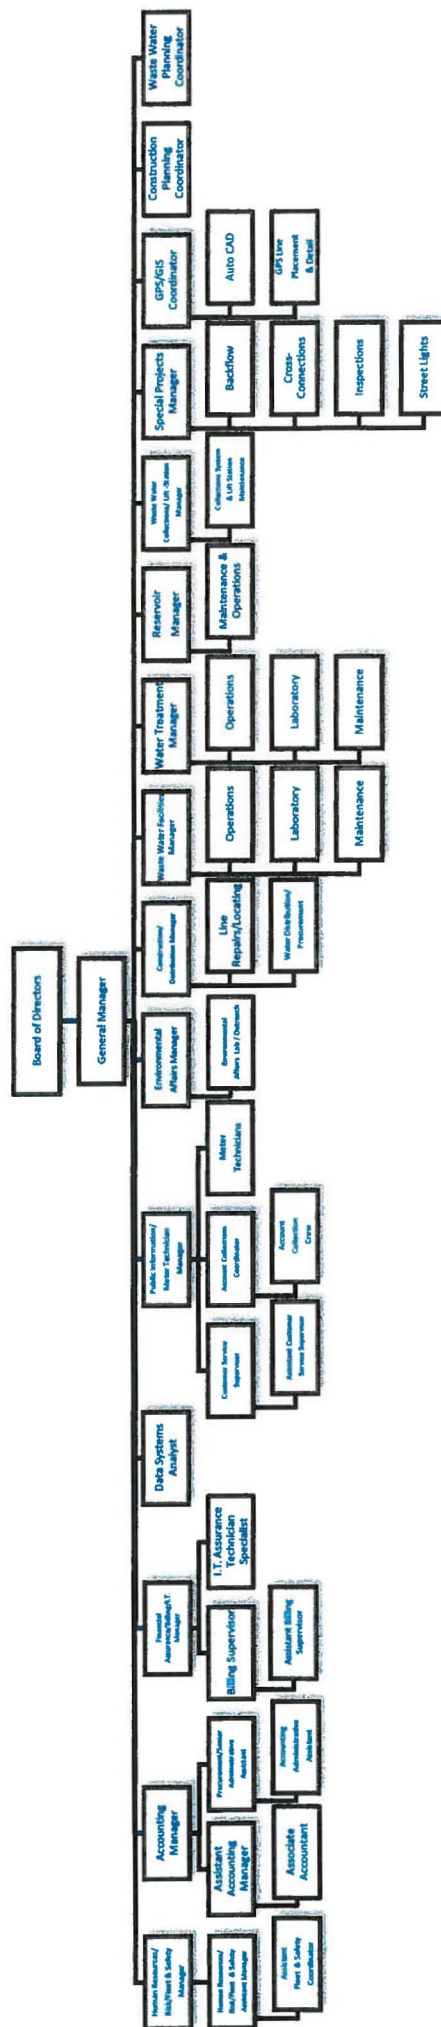 Board of Directors
General Manager
Human Resources/
Risk/Fleet & Safety
Manager
Accounting
Manager
Financial
Assurance/Billing/I.T.
Manager
Data Systems
Analyst
Public Information/
Meter Technician
Manager
Environmental
Affairs Manager
Construction/
Distribution Manager
Waste Water Facilities
Manager
Water Treatment
Manager
Reservoir
Manager
Waste Water
Collections/ Lift -Station
Manager
Special Projects
Manager
GPS/GIS
Coordinator
Construction
Planning
Coordinator
Waste Water
Planning
Coordinator
Human Resources/
Risk/Fleet & Safety
Assistant Manager
Assistant
Accounting
Manager
Procurement/Senior
Administrative
Assistant
Billing Supervisor
I.T. Assurance
Technician
Specialist
Customer Service
Supervisor
Account Collections
Coordinator
Meter
Technicians
Environmental
Affairs Lab / Outreach
Line
Repairs/Locating
Operations
Operations
Maintenance &
Operations
Collections System
& Lift Station
Maintenance
Backflow
Auto CAD
Assistant
Fleet & Safety
Coordinator
Associate
Accountant
Accounting
Administrative
Assistant
Assistant Billing
Supervisor
Assistant Customer
Service Supervisor
Account
Collection
Crew
Water Distribution/
Procurement
Laboratory
Laboratory
Cross-
Connections
GPS Line
Placement
& Detail
Maintenance
Maintenance
Inspections
Street Lights